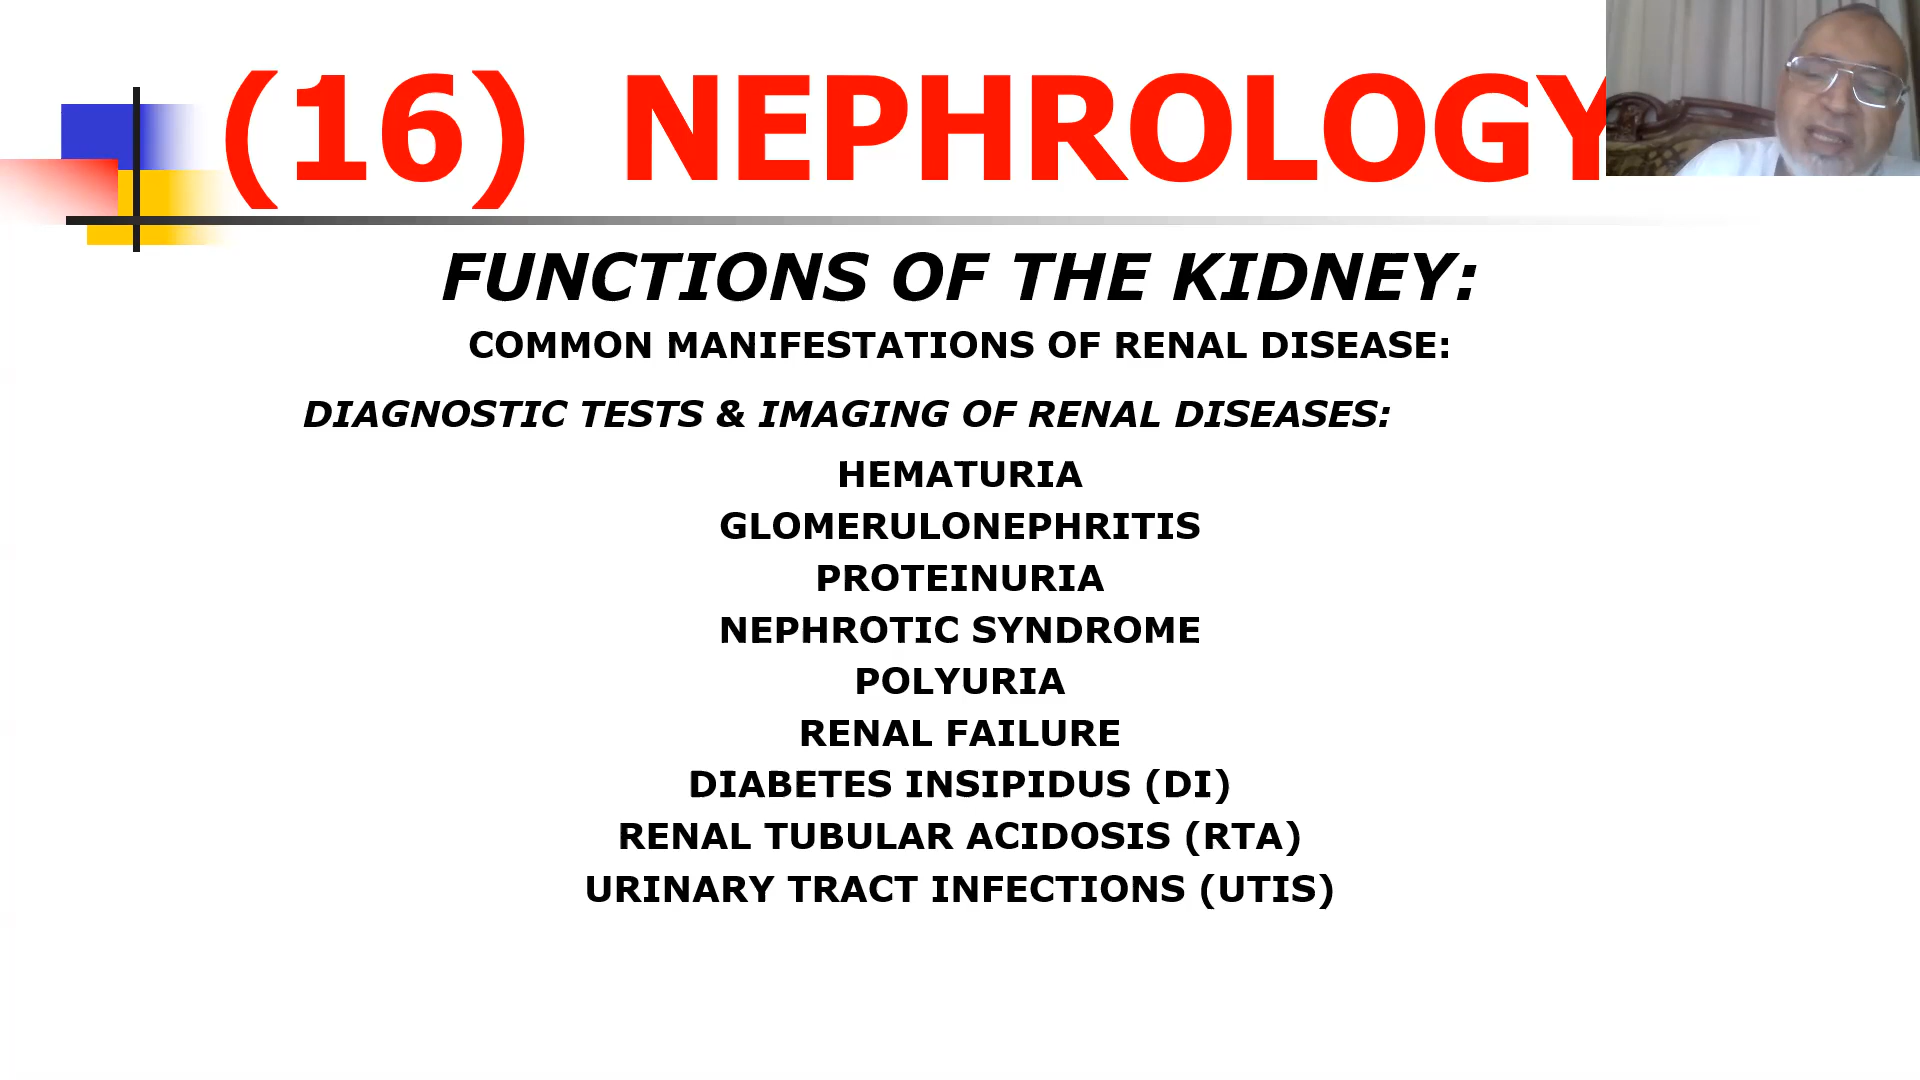 (16) NEPHROLOGY
FUNCTIONS OF THE KIDNEY:
COMMON MANIFESTATIONS OF RENAL DISEASE:
DIAGNOSTIC TESTS & IMAGING OF RENAL DISEASES:
HEMATURIA
GLOMERULONEPHRITIS
PROTEINURIA
NEPHROTIC SYNDROME
POLYURIA
RENAL FAILURE
DIABETES INSIPIDUS (DI)
RENAL TUBULAR ACIDOSIS (RTA)
URINARY TRACT INFECTIONS (UTIS)